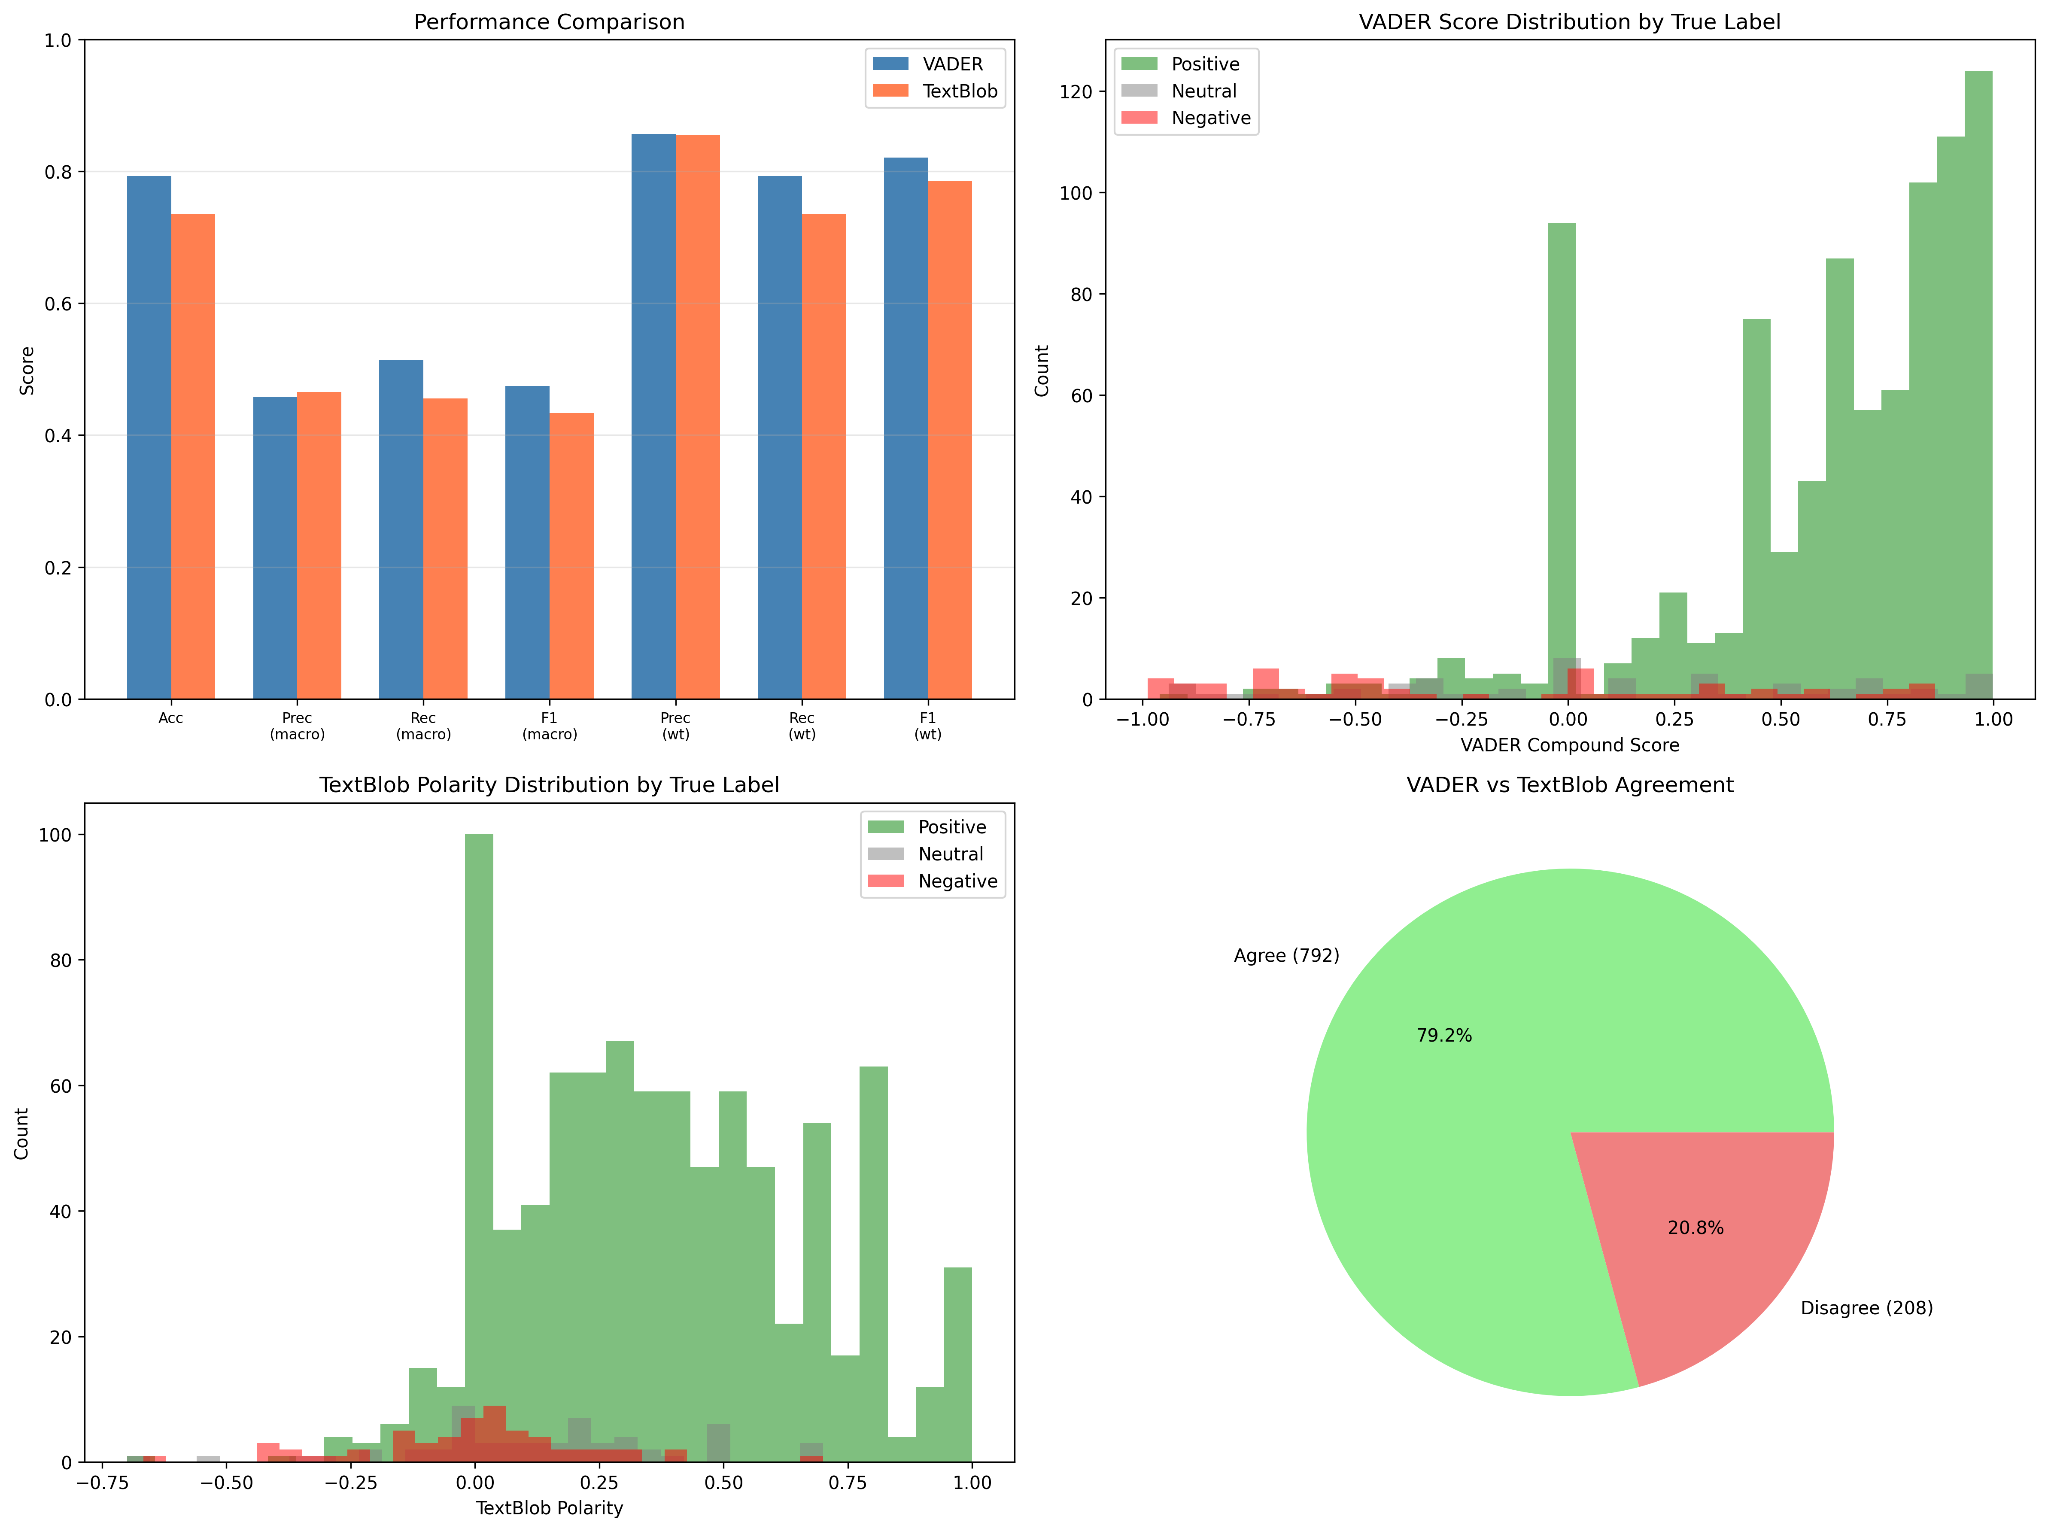 Performance Comparison
1.0
0.8
0.6
0.4
0.2
0.0
Score
VADER
TextBlob
Acc
Prec
(macro)
Rec
(macro)
F1
(macro)
Prec
(wt)
Rec
(wt)
F1
(wt)
VADER Score Distribution by True Label
Positive
Neutral
Negative
120
100
80
60
40
20
0
Count
−1.00 −0.75 −0.50 −0.25 0.00 0.25 0.50 0.75 1.00
VADER Compound Score
TextBlob Polarity Distribution by True Label
Positive
Neutral
Negative
100
80
60
40
20
0
Count
−0.75 −0.50 −0.25 0.00 0.25 0.50 0.75 1.00
TextBlob Polarity
VADER vs TextBlob Agreement
Agree (792)
79.2%
20.8%
Disagree (208)